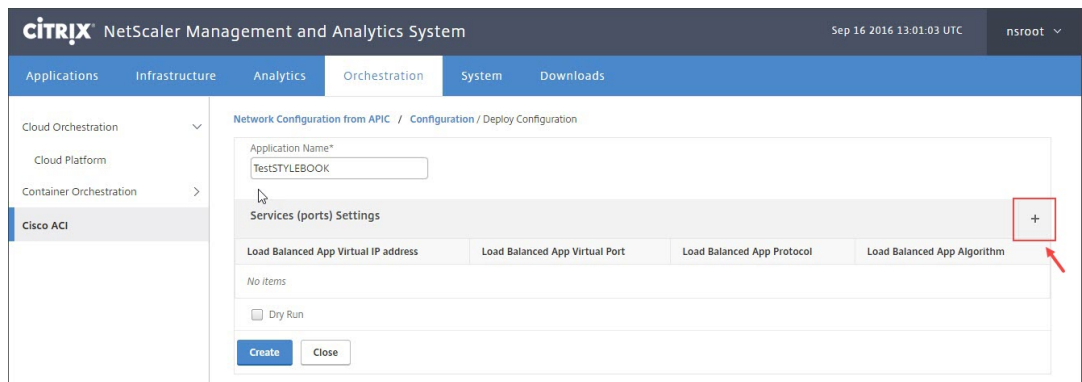 CİTRIX® NetScaler Management and Analytics System Sep 16 2016 13:01:03 UTC nsroot
Applications Infrastructure Analytics Orchestration System Downloads
Cloud Orchestration
Cloud Platform
Container Orchestration
Cisco ACI
Network Configuration from APIC / Configuration / Deploy Configuration
Application Name*
TestSTYLEBOOK
Services (ports) Settings +
Load Balanced App Virtual IP address Load Balanced App Virtual Port Load Balanced App Protocol Load Balanced App Algorithm
No items
Dry Run
Create Close